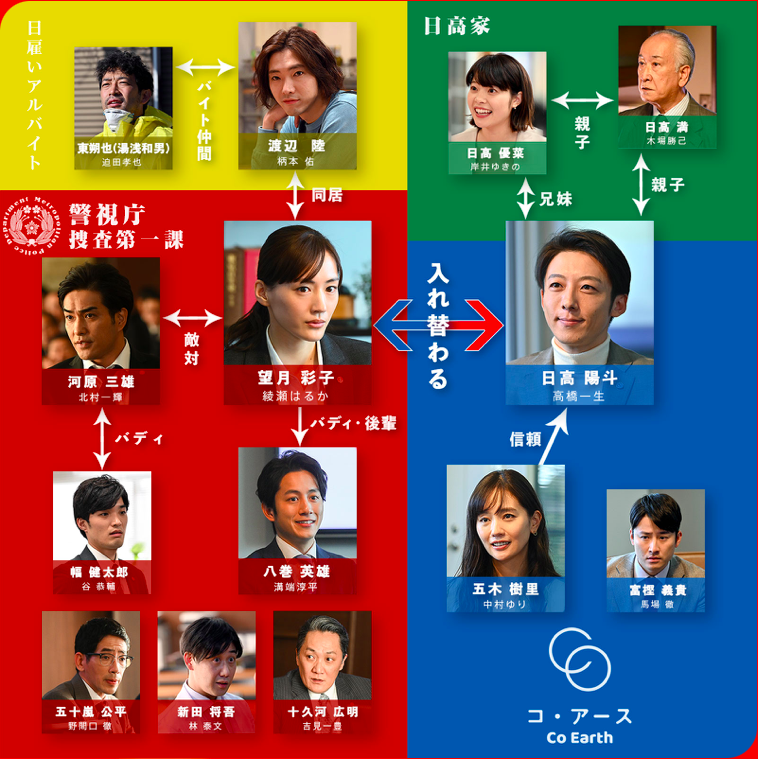 日雇いアルバイト
東朔也(湯浅和男)
迫田孝也
バイト仲間
渡辺 陸
柄本 佑
同居
日高家
日高 優菜
岸井ゆきの
親子
日高 満
木場勝己
兄妹
親子
Metropolitan Police Department
警視庁
捜査第一課
河原 三雄
北村一輝
敵対
望月 彩子
綾瀬はるか
入れ替わる
日高 陽斗
高橋一生
バディ
バディ・後輩
信頼
幅 健太郎
谷 恭輔
八巻 英雄
溝端淳平
五木 樹里
中村ゆり
富樫 義貴
馬場 徹
五十嵐 公平
野間口 徹
新田 将吾
林 泰文
十久河 広明
吉見一豊
コ・アース
Co Earth